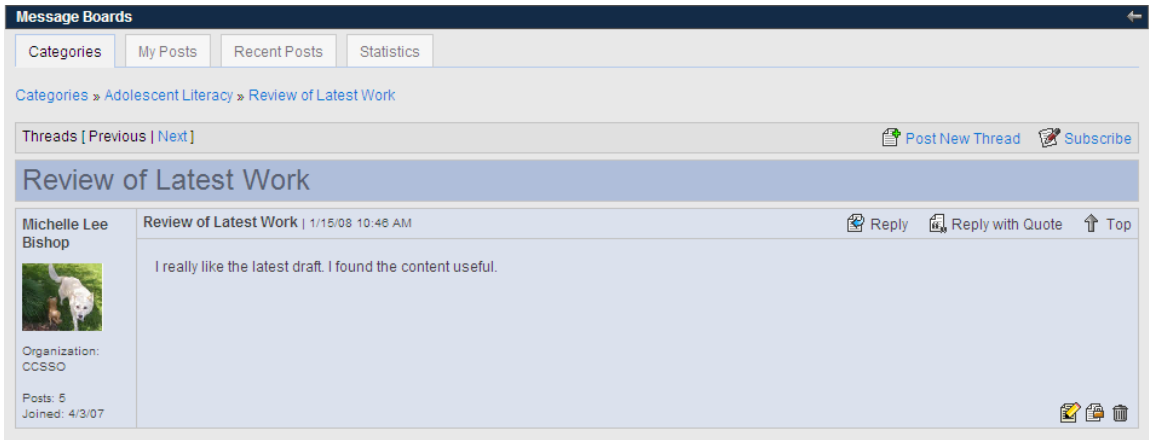 Message Boards
Categories My Posts Recent Posts Statistics
Categories » Adolescent Literacy » Review of Latest Work
Threads [ Previous | Next ] Post New Thread Subscribe
Review of Latest Work
Michelle Lee
Bishop
Review of Latest Work | 1/15/08 10:46 AM Reply Reply with Quote Top
I really like the latest draft. I found the content useful.
Organization:
CCSSO
Posts: 5
Joined: 4/3/07